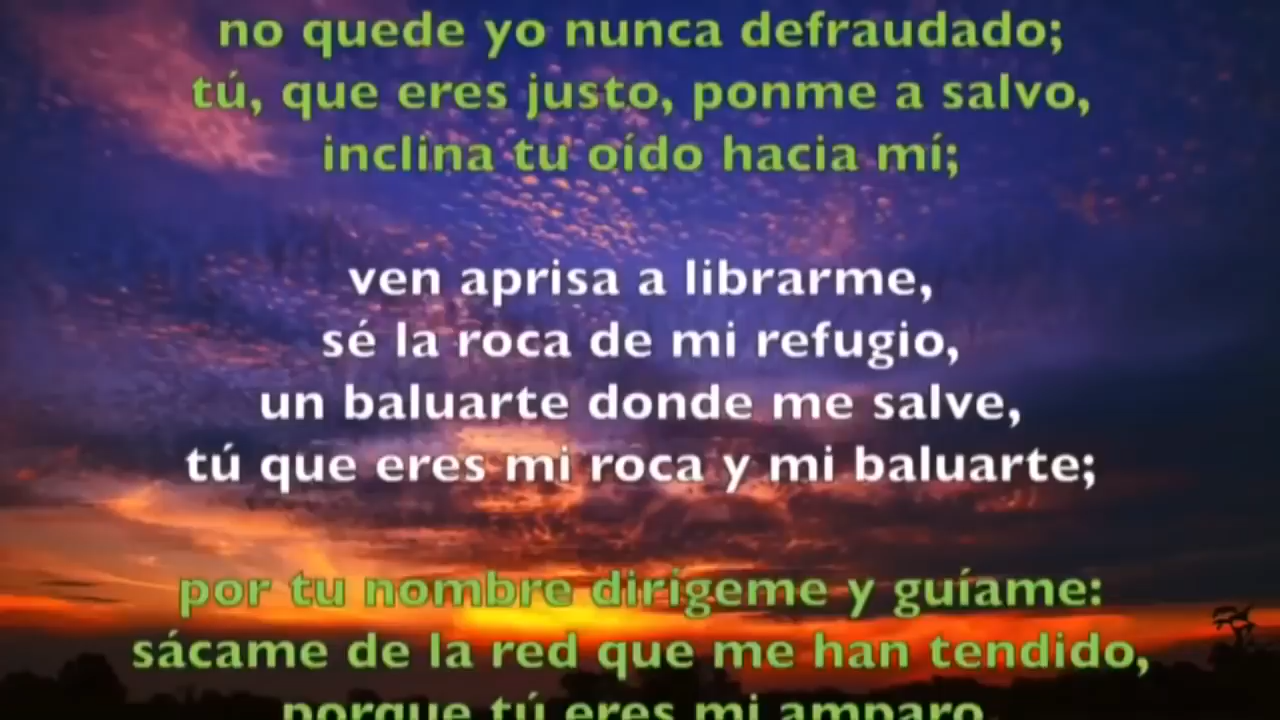 no quede yo nunca defraudado;
tú, que eres justo, ponme a salvo,
inclina tu oído hacia mí;
ven aprisa a librarme,
sé la roca de mi refugio,
un baluarte donde me salve,
tú que eres mi roca y mi baluarte;
por tu nombre dirígeme y guíame:
sácame de la red que me han tendido,
porque tú eres mi amparo.